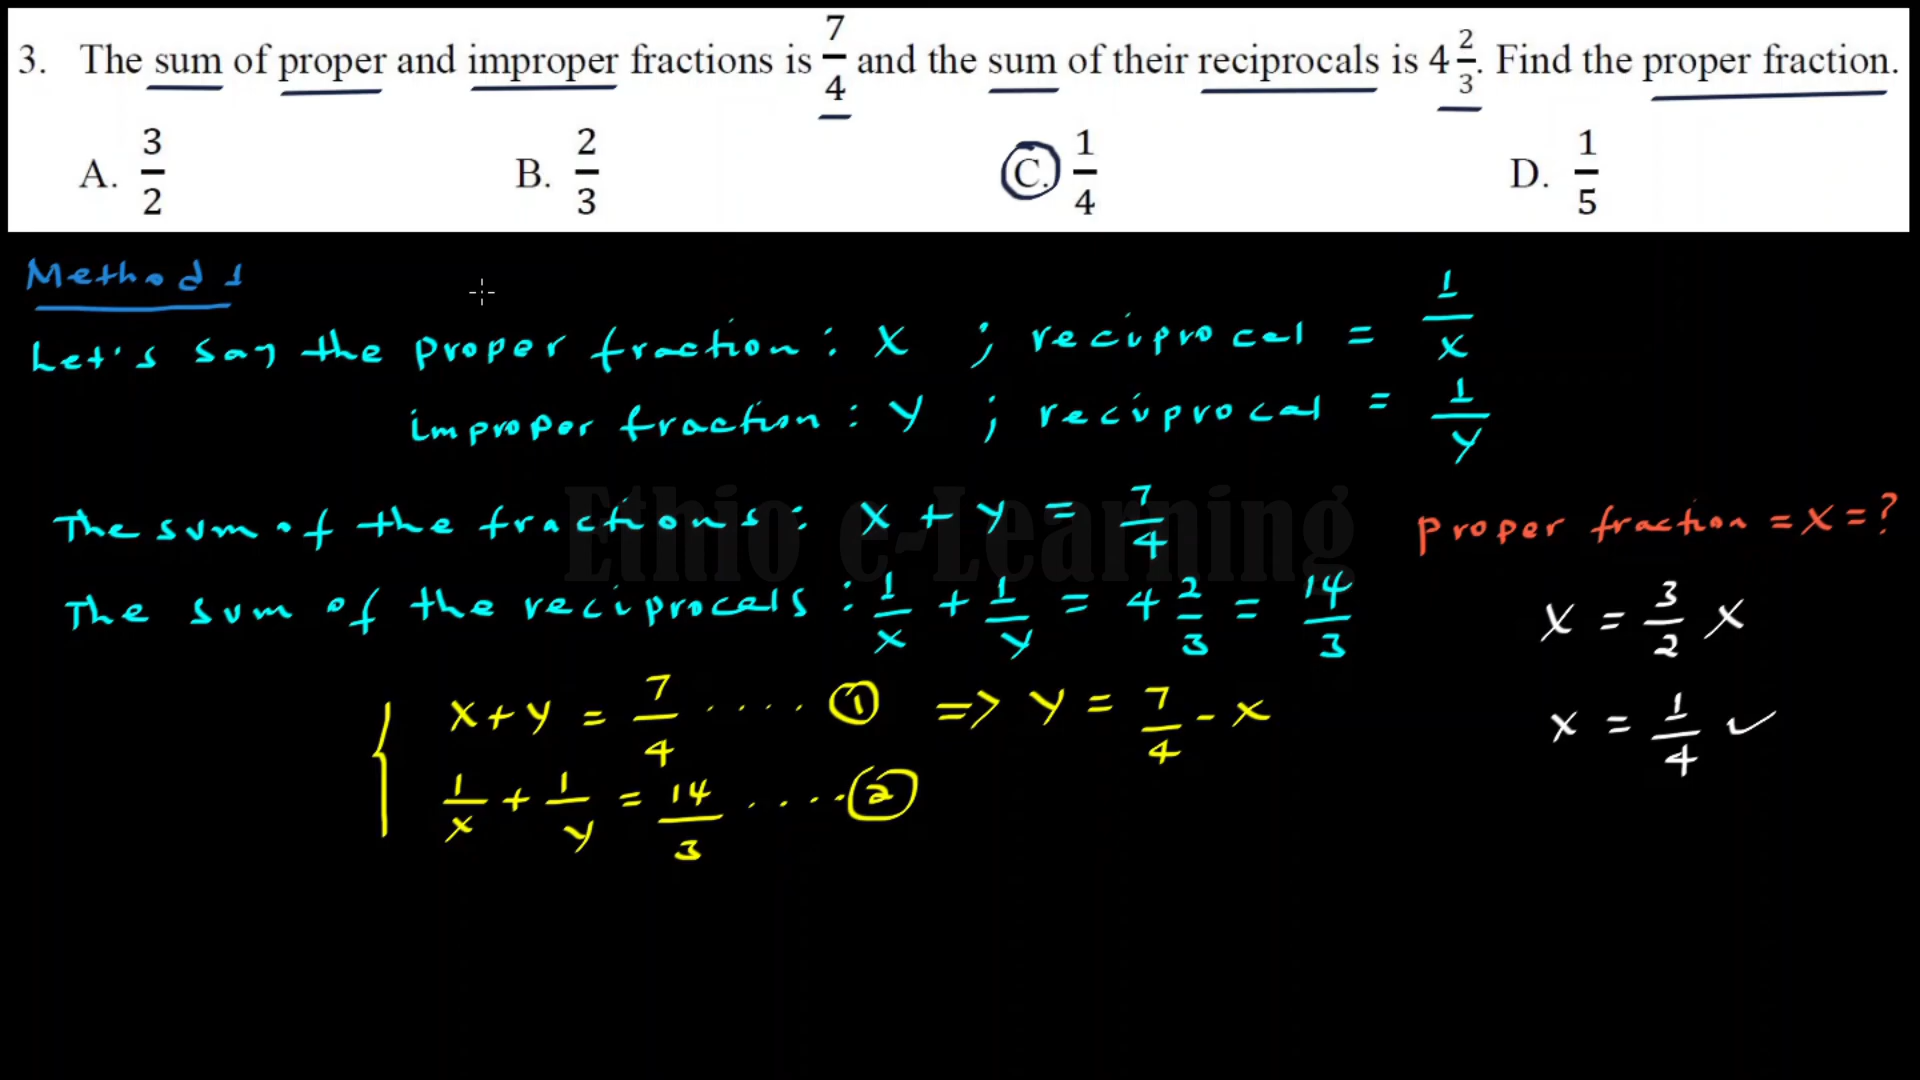 3. The sum of proper and improper fractions is 7/4 and the sum of their reciprocals is 4 2/3. Find the proper fraction.
A. 3/2 B. 2/3 C. 1/4 D. 1/5
Method 1
Let's say the proper fraction : x ; reciprocal = 1/x
improper fraction : y ; reciprocal = 1/y
Ethio e-Learning
The sum of the fractions : x + y = 7/4
proper fraction = x = ?
The sum of the reciprocals : 1/x + 1/y = 4 2/3 = 14/3
x = 3/2 X
x + y = 7/4 .... ① => y = 7/4 - x
x = 1/4 ✓
1/x + 1/y = 14/3 .... ②